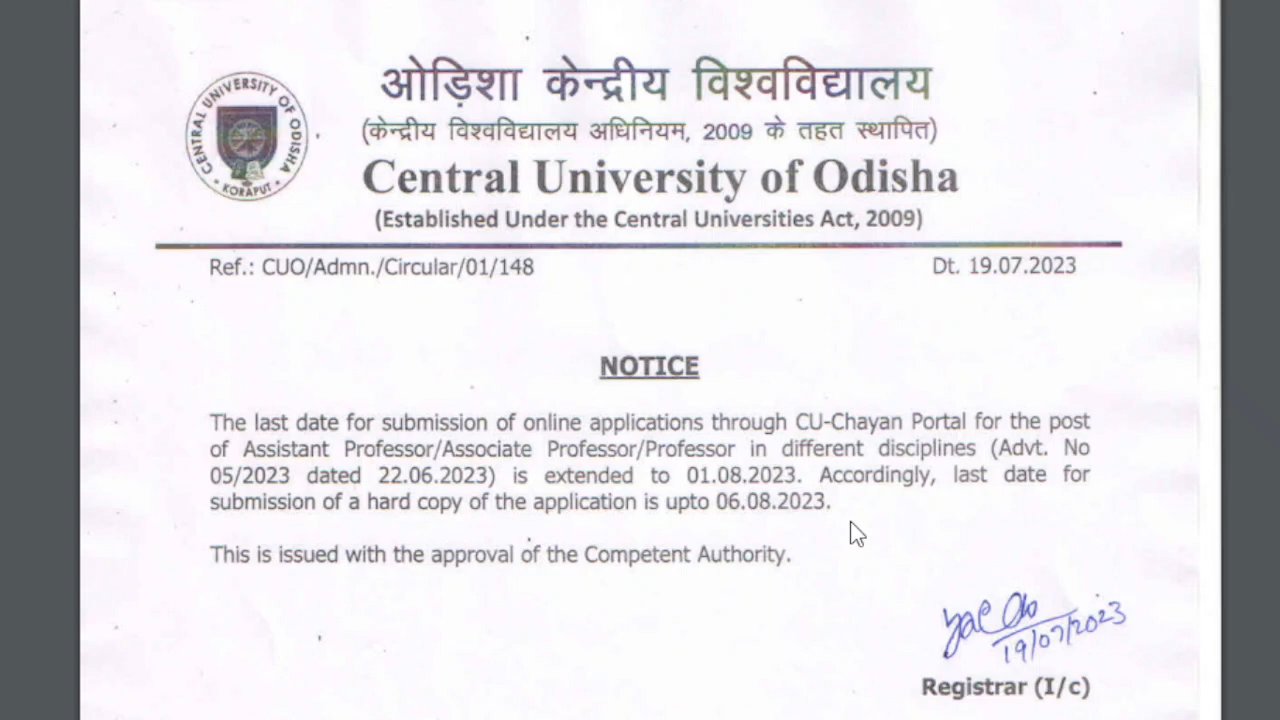 ओड़िशा केन्द्रीय विश्वविद्यालय
(केन्द्रीय विश्वविद्यालय अधिनियम, 2009 के तहत स्थापित)
CENTRAL UNIVERSITY OF ODISHA
KORAPUT
Central University of Odisha
(Established Under the Central Universities Act, 2009)
Ref.: CUO/Admn./Circular/01/148 Dt. 19.07.2023
NOTICE
The last date for submission of online applications through CU-Chayan Portal for the post
of Assistant Professor/Associate Professor/Professor in different disciplines (Advt. No
05/2023 dated 22.06.2023) is extended to 01.08.2023. Accordingly, last date for
submission of a hard copy of the application is upto 06.08.2023.
This is issued with the approval of the Competent Authority.
19/07/2023
Registrar (I/c)